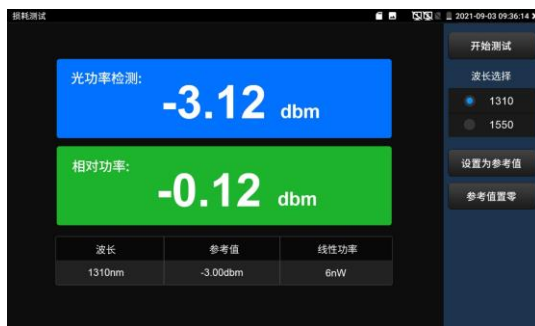 损耗测试
2021-09-03 09:36:14
光功率检测:
-3.12 dbm
相对功率:
-0.12 dbm
波长 参考值 线性功率
1310nm -3.00dbm 6nW
开始测试
波长选择
1310
1550
设置为参考值
参考值置零